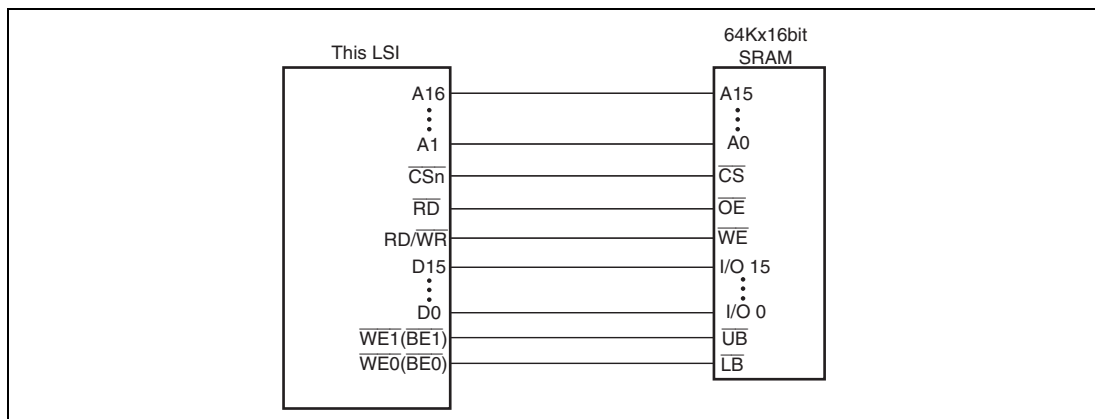 64Kx16bit
This LSI SRAM
A16 A15
A1 A0
CSn CS
RD OE
RD/WR WE
D15 I/O 15
D0 I/O 0
WE1(BE1) UB
WE0(BE0) LB